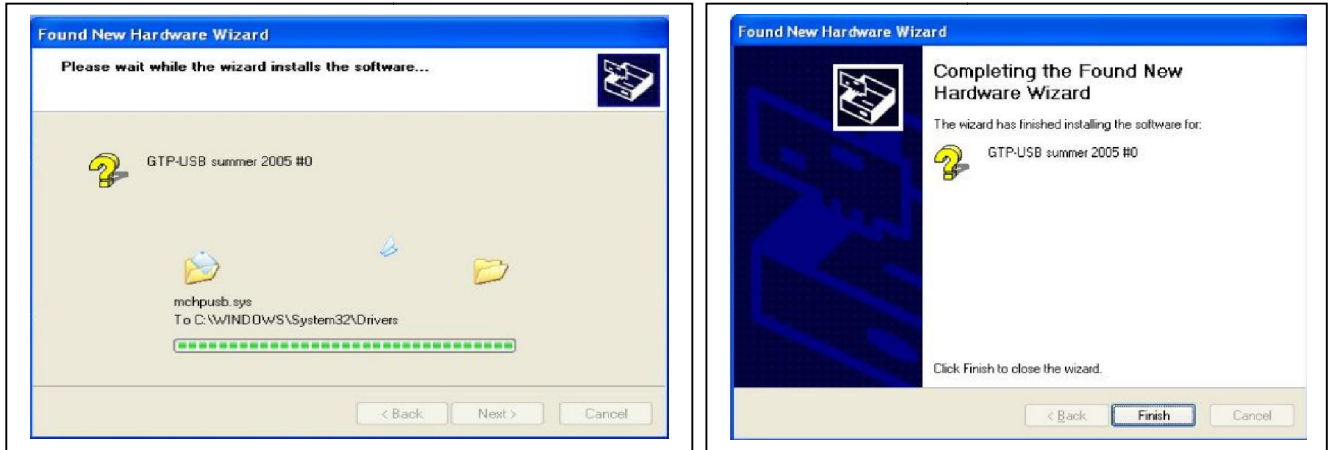 Found New Hardware Wizard
Please wait while the wizard installs the software...
GTP-USB summer 2005 #0
mchpusb.sys
To C:\WINDOWS\System32\Drivers
< Back
Next >
Cancel
Found New Hardware Wizard
Completing the Found New
Hardware Wizard
The wizard has finished installing the software for:
GTP-USB summer 2005 #0
Click Finish to close the wizard.
< Back
Finish
Cancel